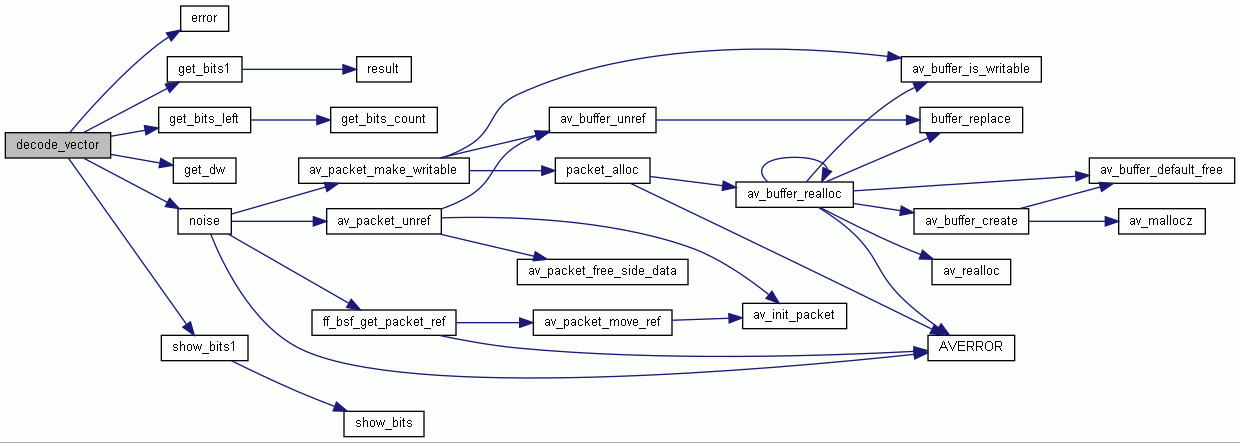 error
get_bits1
result
av_buffer_is_writable
get_bits_left
get_bits_count
av_buffer_unref
buffer_replace
decode_vector
get_dw
av_packet_make_writable
packet_alloc
av_buffer_realloc
av_buffer_default_free
noise
av_packet_unref
av_buffer_create
av_mallocz
av_packet_free_side_data
av_realloc
ff_bsf_get_packet_ref
av_packet_move_ref
av_init_packet
show_bits1
AVERROR
show_bits